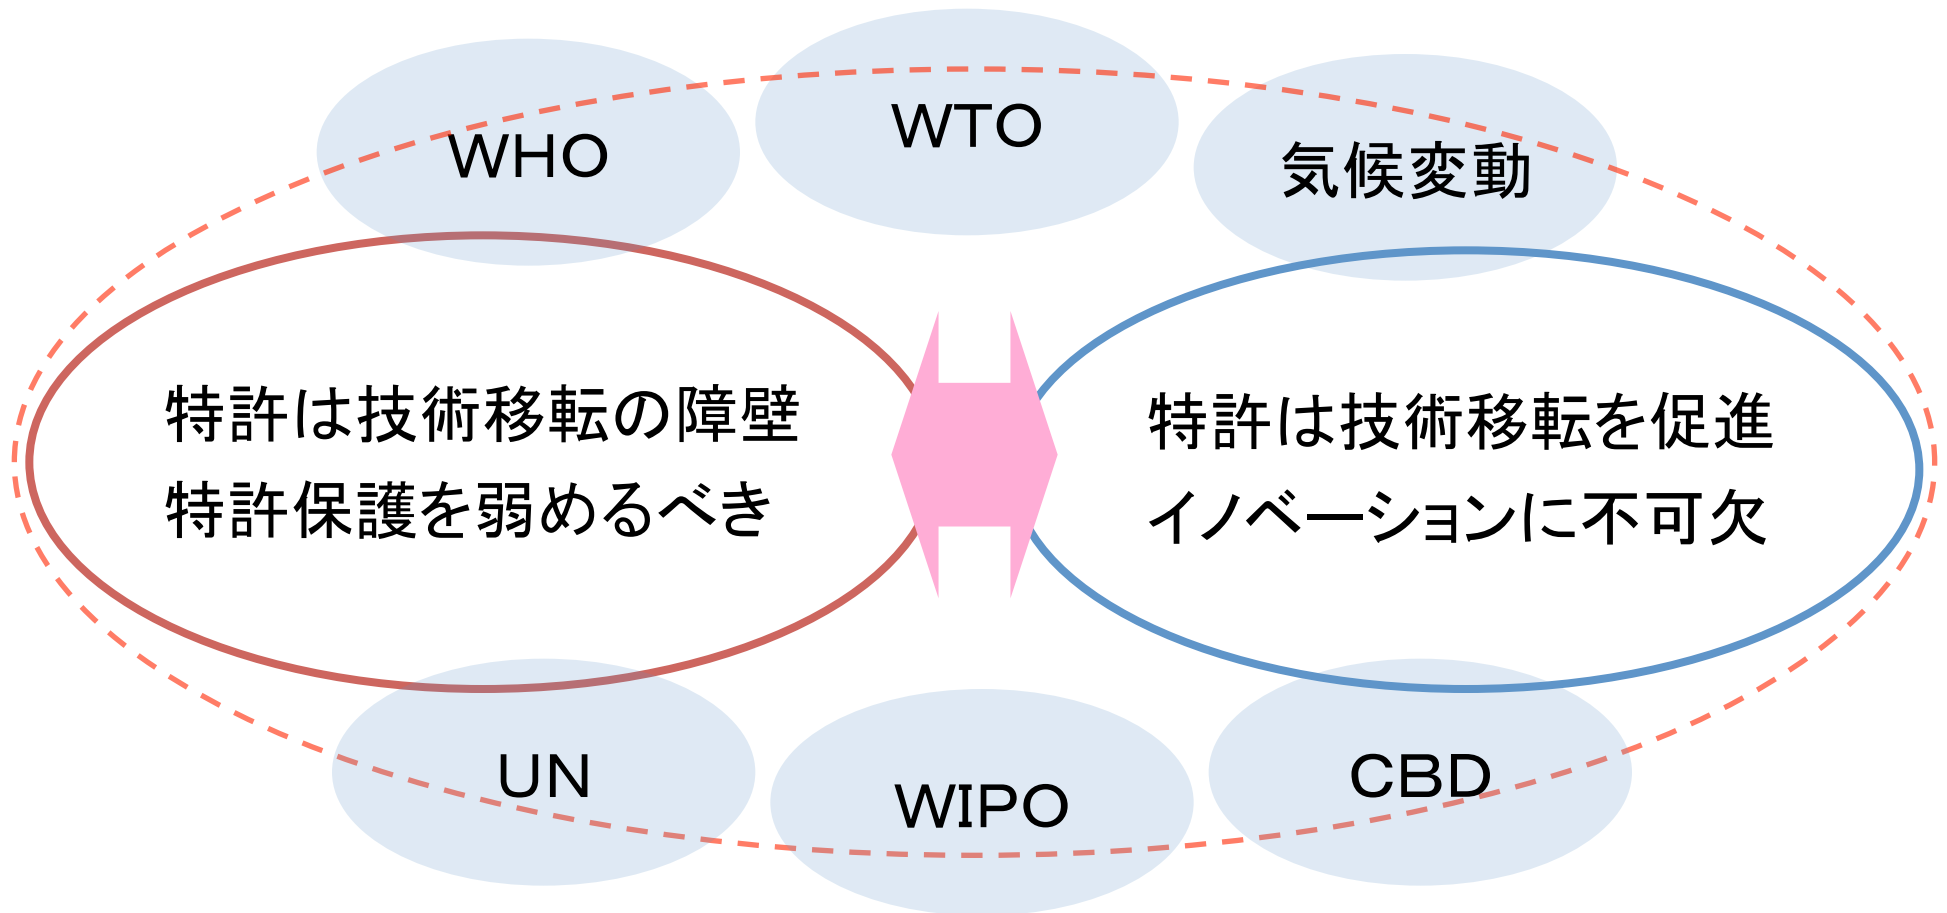 WHO
WTO
気候変動
特許は技術移転の障壁
特許保護を弱めるべき
特許は技術移転を促進
イノベーションに不可欠
UN
WIPO
CBD